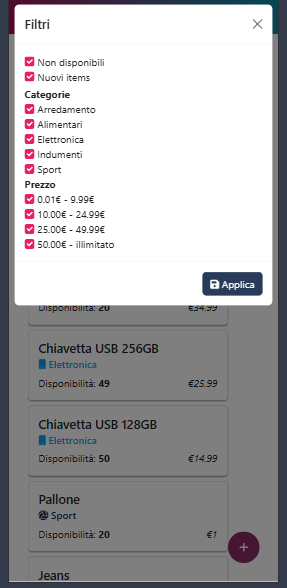 Filtri
Non disponibili
Nuovi items
Categorie
Arredamento
Alimentari
Elettronica
Indumenti
Sport
Prezzo
0.01€ - 9.99€
10.00€ - 24.99€
25.00€ - 49.99€
50.00€ - illimitato
Applica
Disponibilità: 20 €34.99
Chiavetta USB 256GB
Elettronica
Disponibilità: 49 €25.99
Chiavetta USB 128GB
Elettronica
Disponibilità: 50 €14.99
Pallone
Sport
Disponibilità: 20 €1
+
Jeans